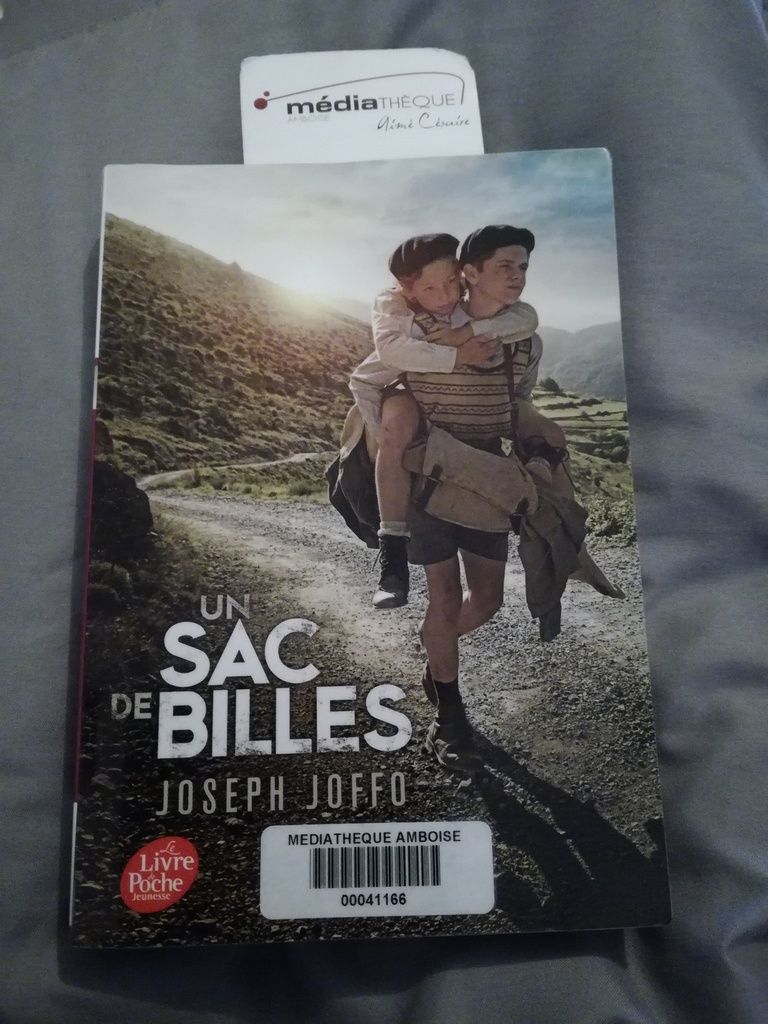 médiaTHÈQUE
AMBOISE
Aimé Césaire
UN
SAC
DE BILLES
JOSEPH JOFFO
Le
Livre
de
Poche
Jeunesse
MEDIATHEQUE AMBOISE
00041166